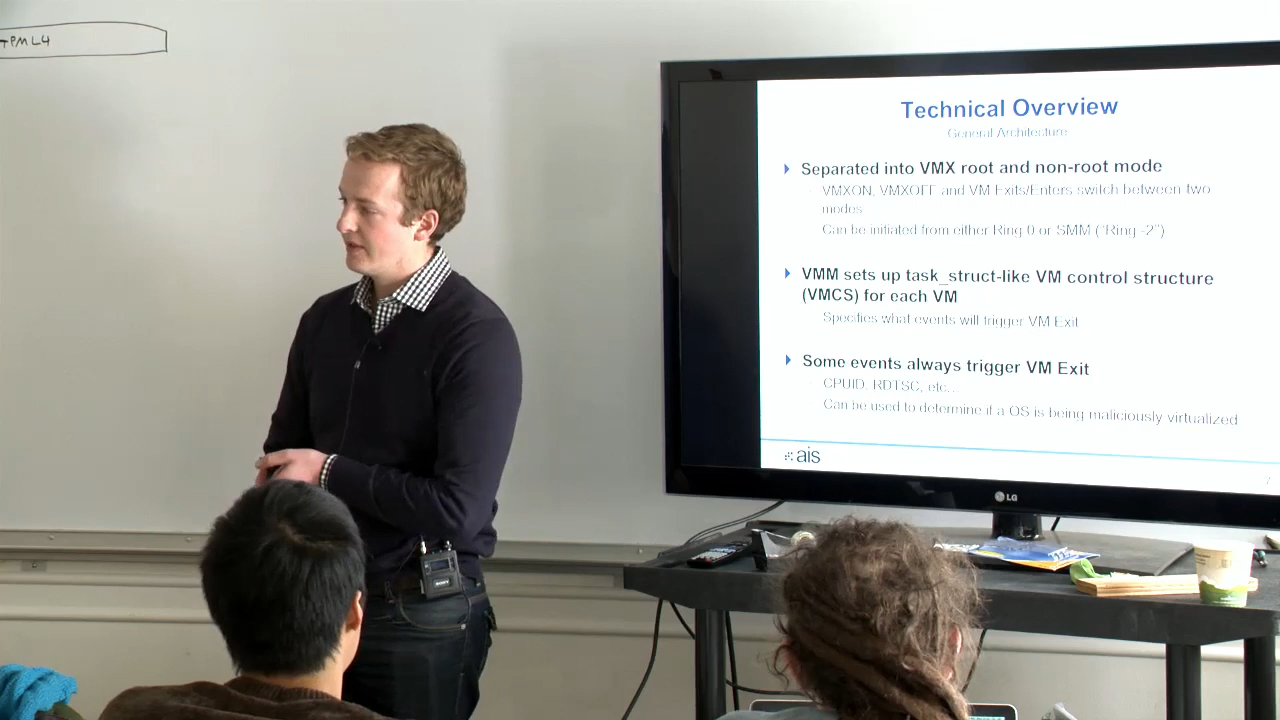 PML4
Technical Overview
General Architecture
Separated into VMX root and non-root mode
VMXON, VMXOFF and VM Exits/Enters switch between two
modes
Can be initiated from either Ring 0 or SMM ("Ring -2")
VMM sets up task_struct-like VM control structure
(VMCS) for each VM
Specifies what events will trigger VM Exit
Some events always trigger VM Exit
CPUID, RDTSC, etc...
Can be used to determine if a OS is being maliciously virtualized
ais
7
LG
SONY